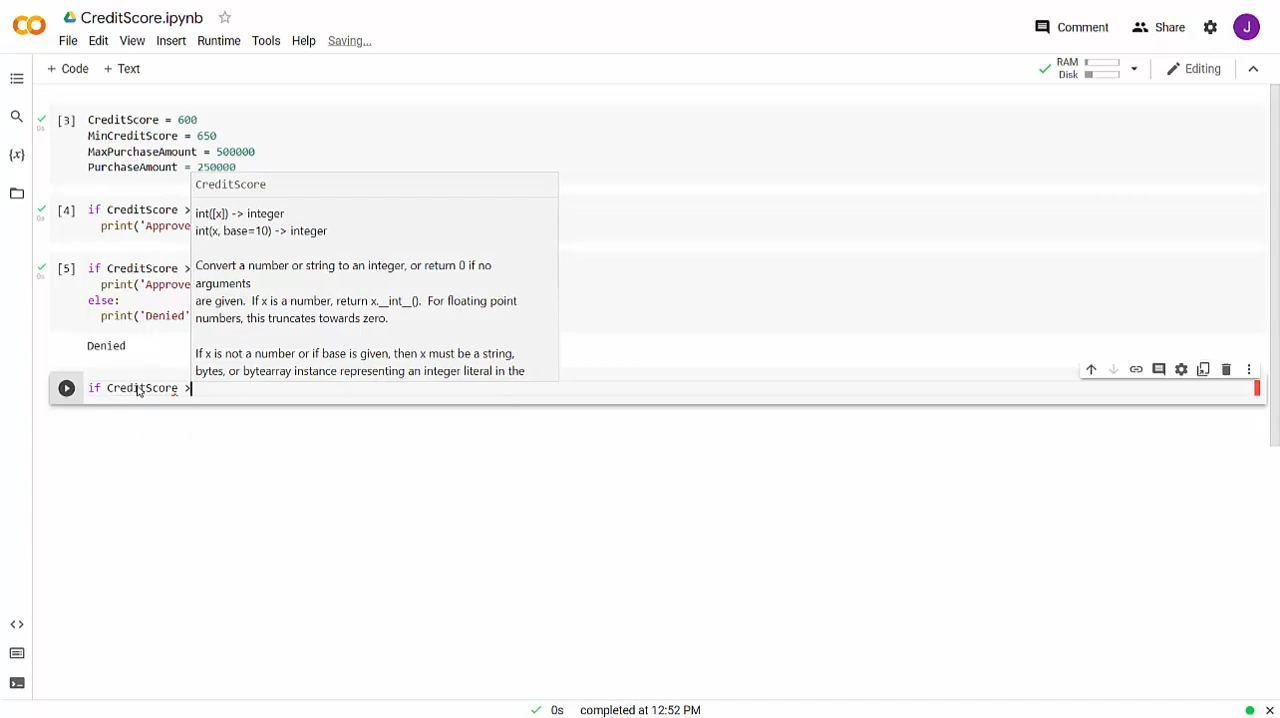 CreditScore.ipynb
File Edit View Insert Runtime Tools Help Saving...
Comment Share J
+ Code + Text
RAM
Disk
Editing
{x}
[3] CreditScore = 600
MinCreditScore = 650
MaxPurchaseAmount = 500000
PurchaseAmount = 250000
0s
[4] if CreditScore >
print('Approve
0s
[5] if CreditScore >
print('Approve
else:
print('Denied'
0s
Denied
CreditScore
int([x]) -> integer
int(x, base=10) -> integer
Convert a number or string to an integer, or return 0 if no
arguments
are given. If x is a number, return x.__int__(). For floating point
numbers, this truncates towards zero.
If x is not a number or if base is given, then x must be a string,
bytes, or bytearray instance representing an integer literal in the
if CreditScore >
0s completed at 12:52 PM